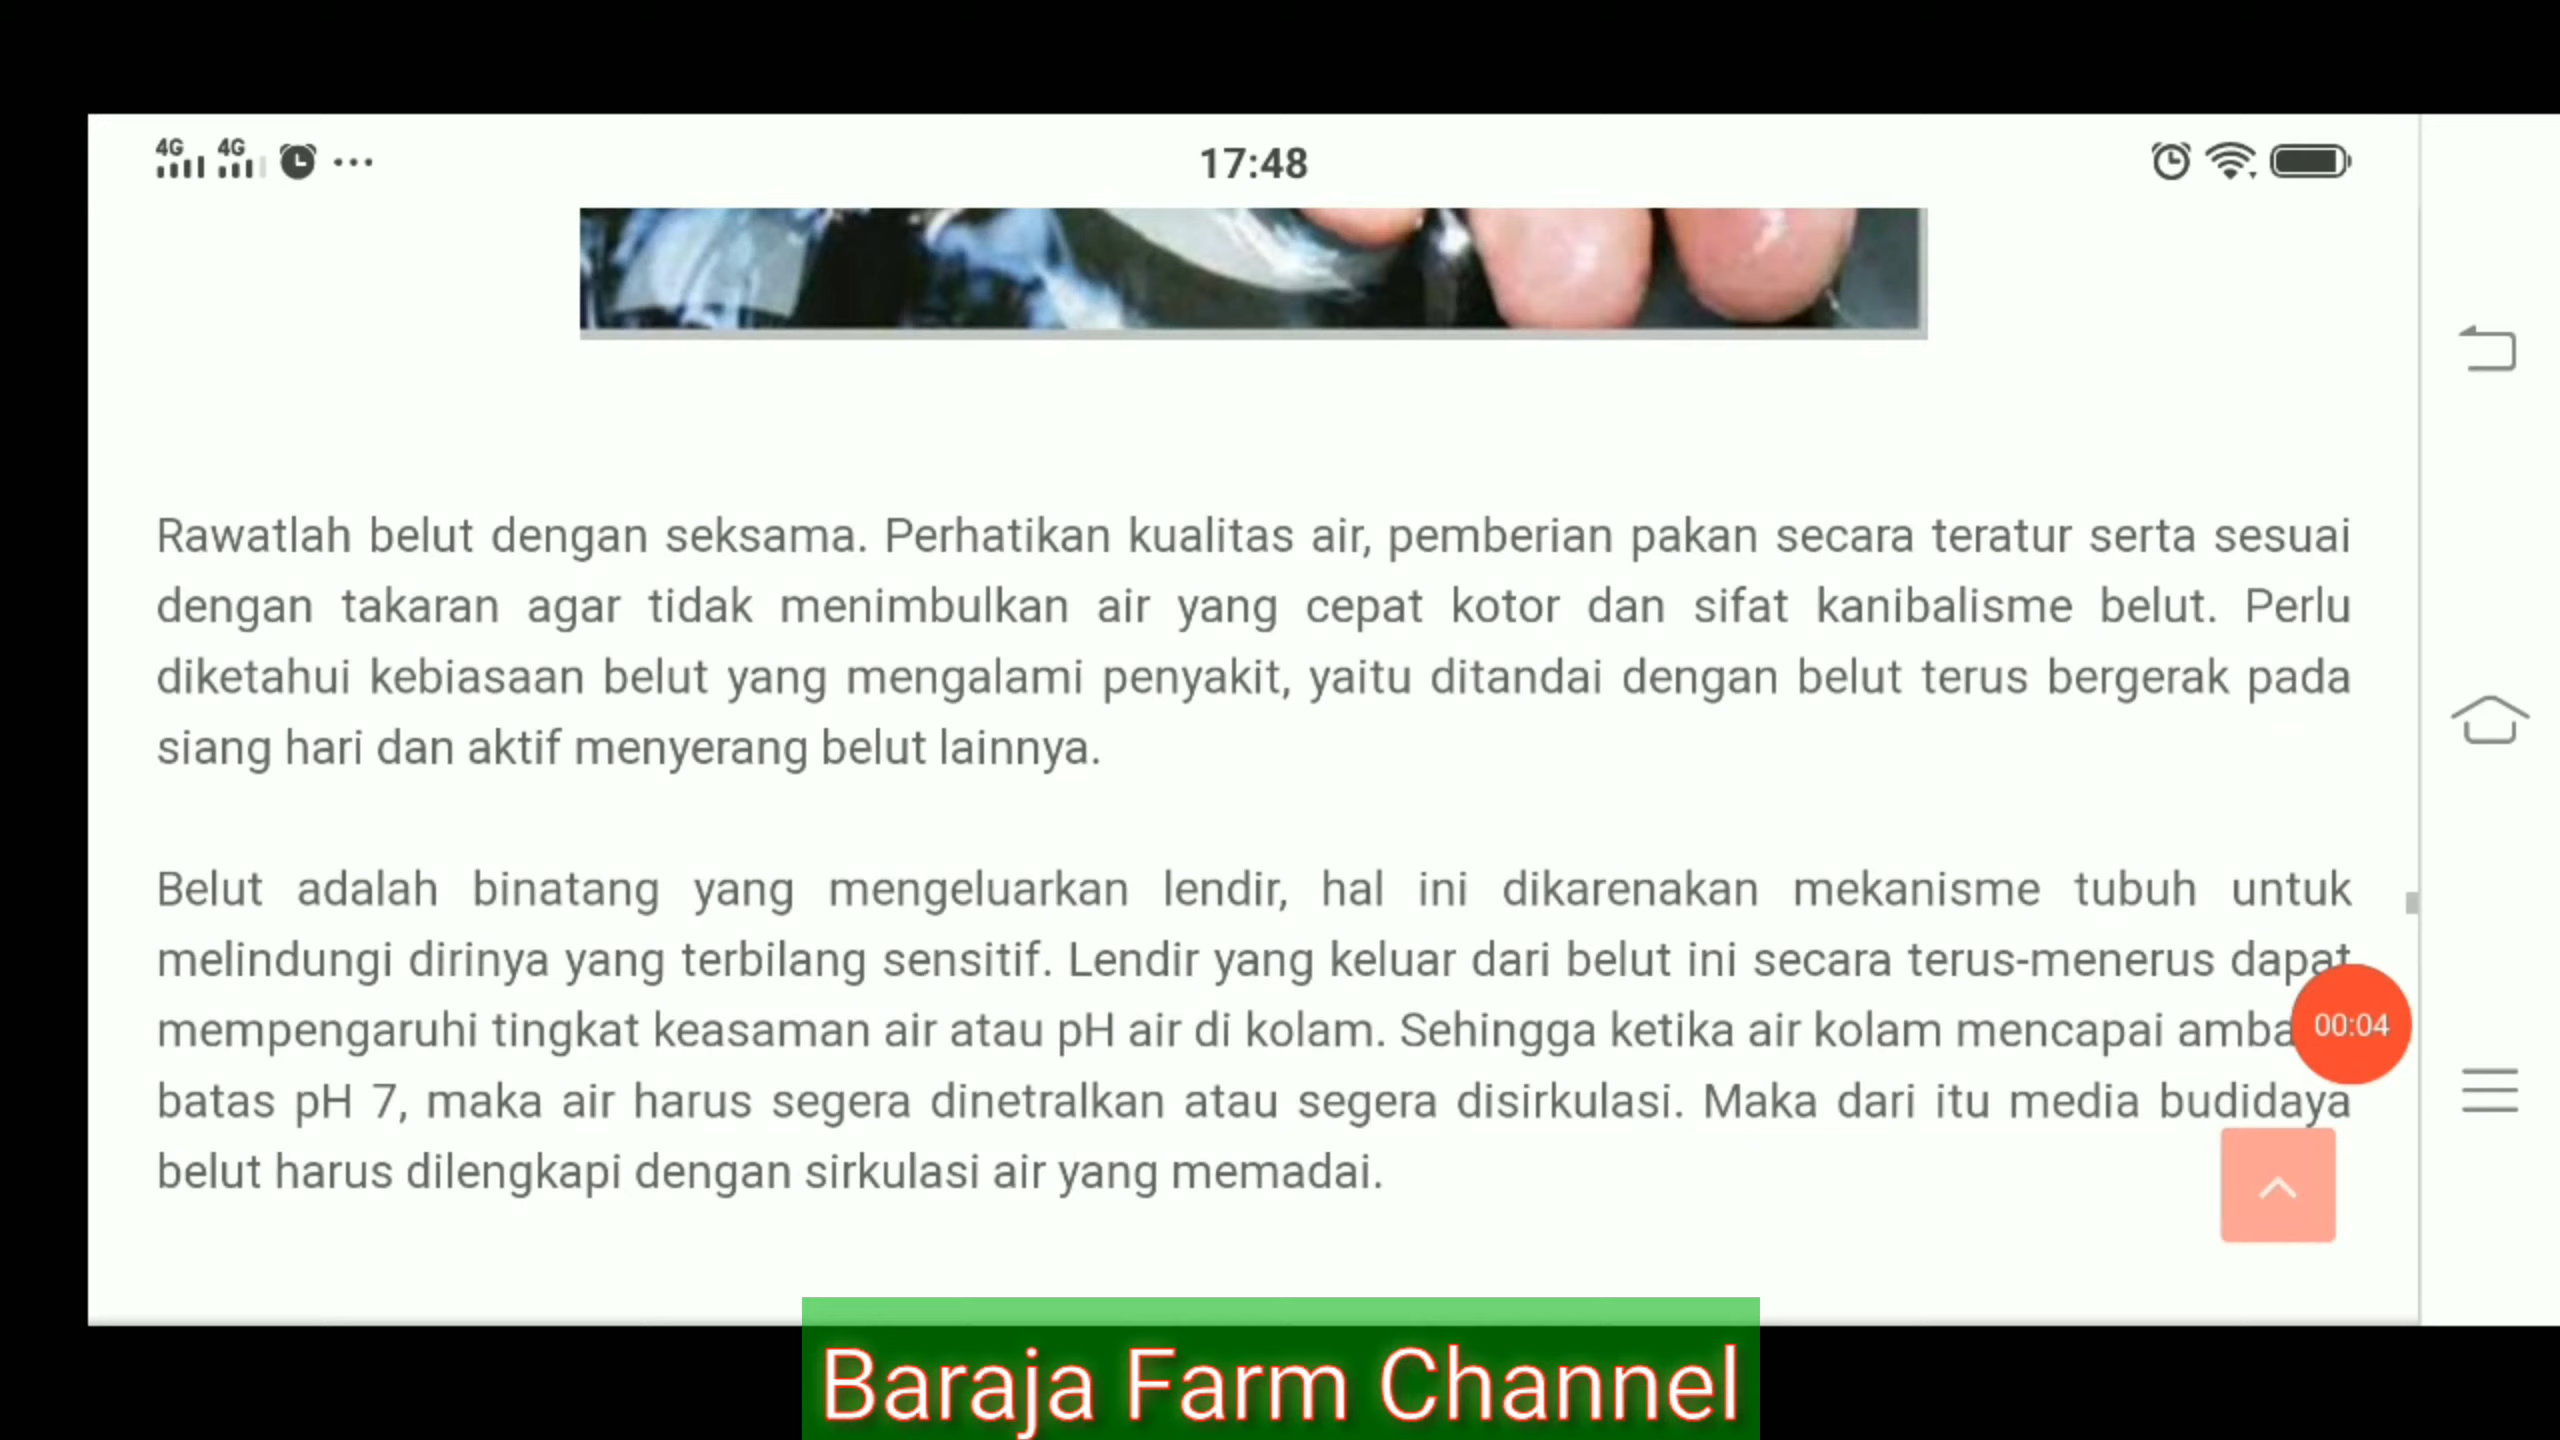 4G 4G
17:48
Rawatlah belut dengan seksama. Perhatikan kualitas air, pemberian pakan secara teratur serta sesuai
dengan takaran agar tidak menimbulkan air yang cepat kotor dan sifat kanibalisme belut. Perlu
diketahui kebiasaan belut yang mengalami penyakit, yaitu ditandai dengan belut terus bergerak pada
siang hari dan aktif menyerang belut lainnya.
Belut adalah binatang yang mengeluarkan lendir, hal ini dikarenakan mekanisme tubuh untuk
melindungi dirinya yang terbilang sensitif. Lendir yang keluar dari belut ini secara terus-menerus dapat
mempengaruhi tingkat keasaman air atau pH air di kolam. Sehingga ketika air kolam mencapai
00:04
batas pH 7, maka air harus segera dinetralkan atau segera disirkulasi. Maka dari itu media budidaya
belut harus dilengkapi dengan sirkulasi air yang memadai.
Baraja Farm Channel